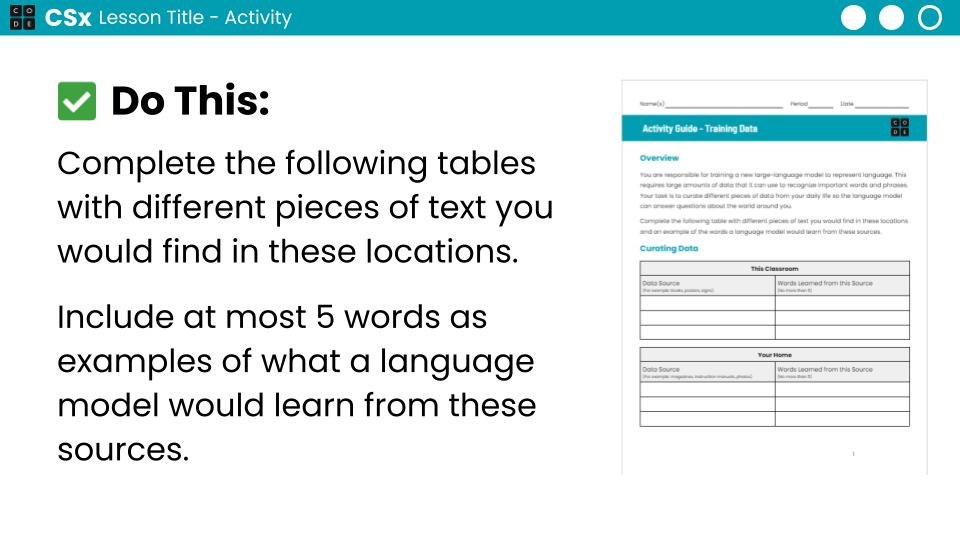 CODE
CSx Lesson Title - Activity
Do This:
Complete the following tables
with different pieces of text you
would find in these locations.
Include at most 5 words as
examples of what a language
model would learn from these
sources.
Name(s) Period Date
Activity Guide - Training Data
CODE
Overview
You are responsible for training a new large-language model to represent language. This
requires large amounts of data that it can use to recognize important words and phrases.
Your task is to curate different pieces of data from your daily life so the language model
can answer questions about the world around you.
Complete the following table with different pieces of text you would find in these locations
and an example of the words a language model would learn from these sources.
Curating Data
This Classroom
Data Source Words Learned from this Source
(For example: books, posters, signs) (No more than
Your Home
Data Source Words Learned from this Source
(For example: magazines, instruction manuals, photos) (No more than
1